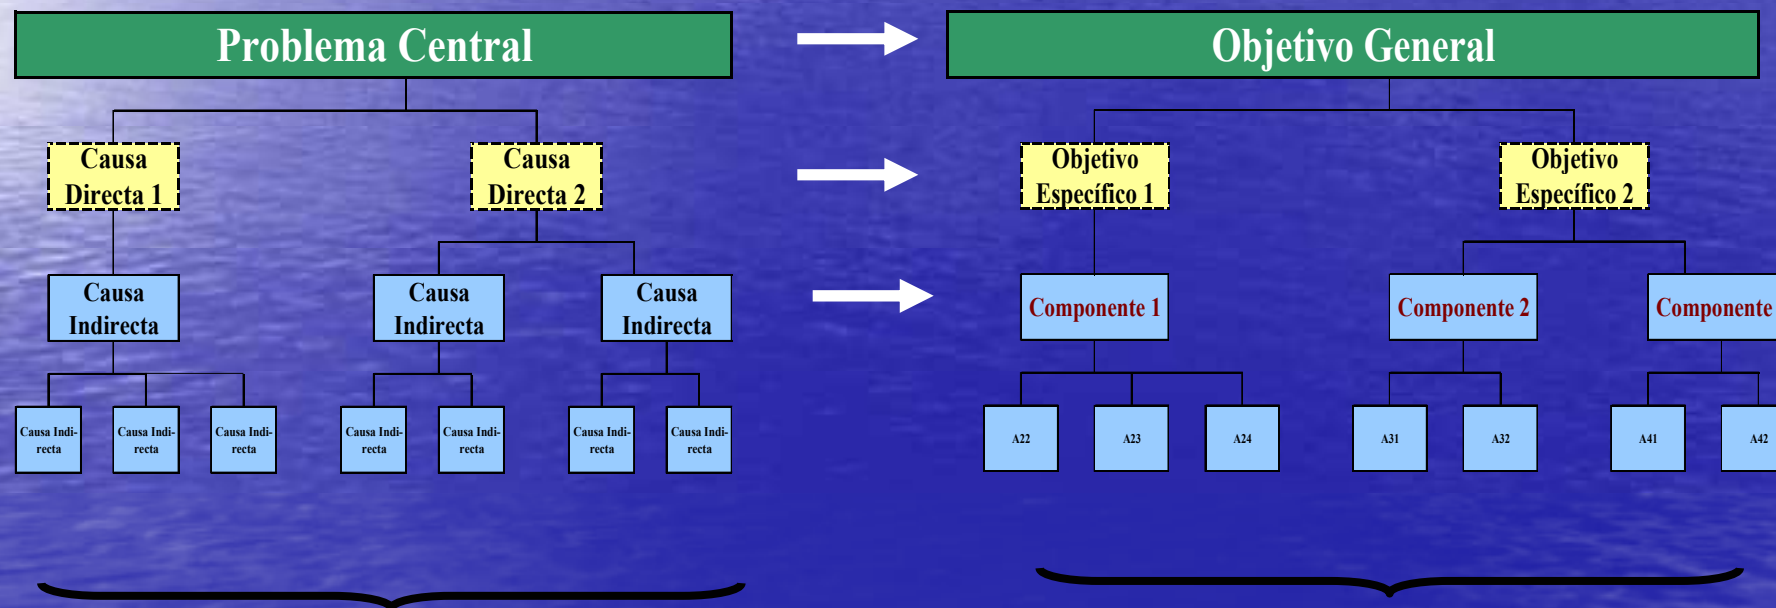 Problema Central
Objetivo General
Causa
Directa 1
Causa
Directa 2
Objetivo
Específico 1
Objetivo
Específico 2
Causa
Indirecta
Causa
Indirecta
Causa
Indirecta
Componente 1
Componente 2
Componente
Causa Indi-
recta
Causa Indi-
recta
Causa Indi-
recta
Causa Indi-
recta
Causa Indi-
recta
Causa Indi-
recta
Causa Indi-
recta
A22
A23
A24
A31
A32
A41
A42